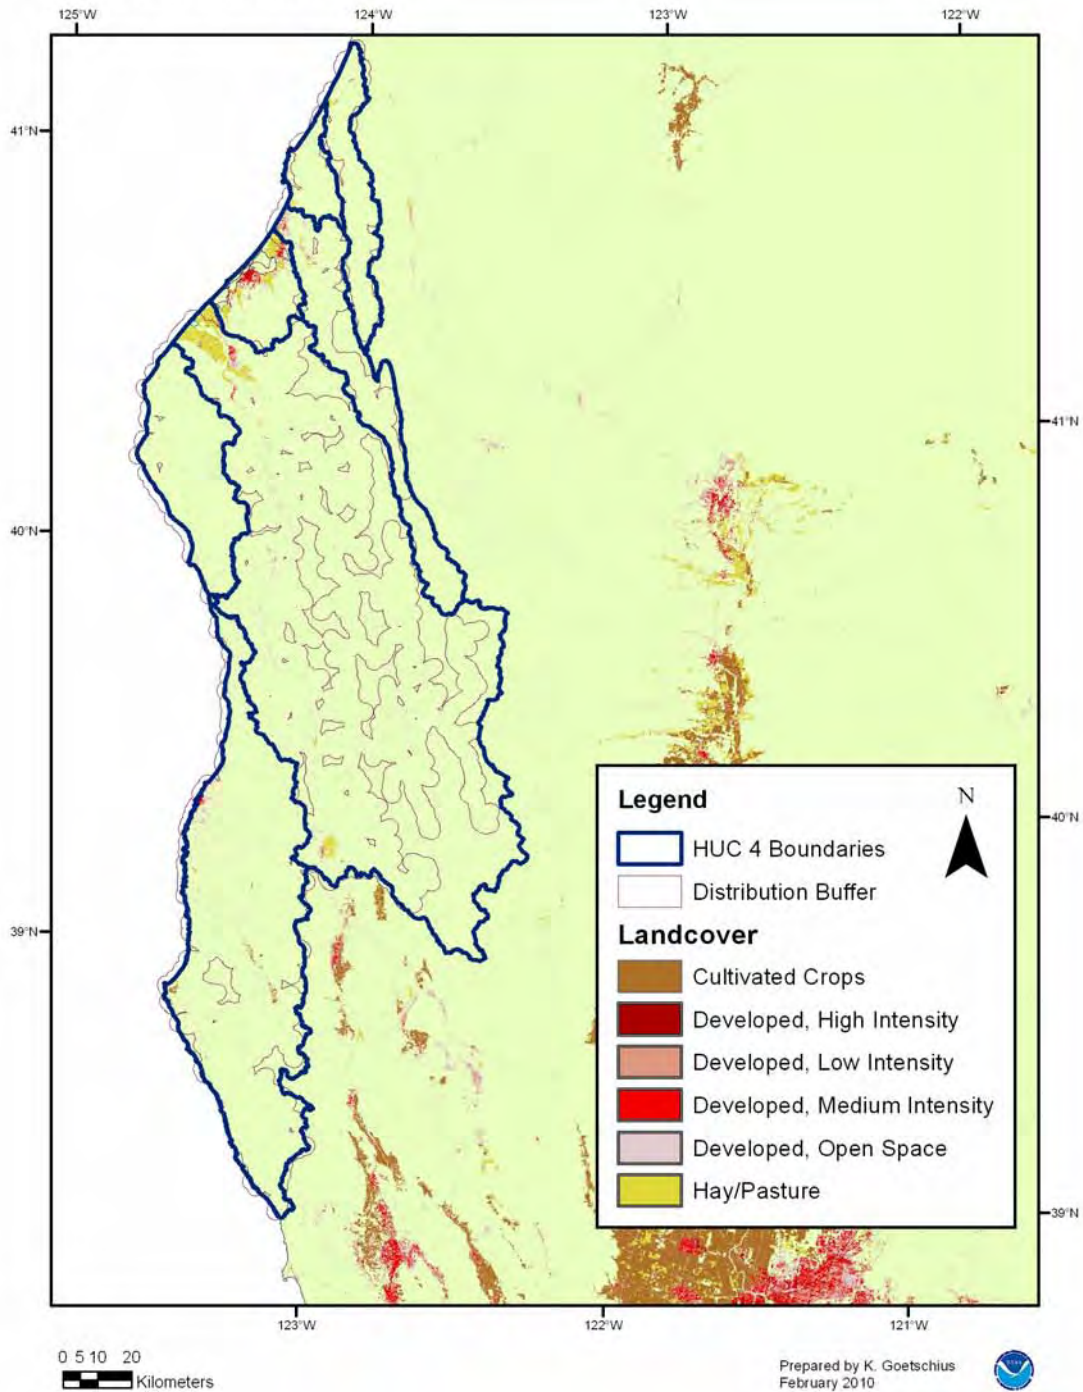 125°W 124°W 123°W 122°W
41°N
41°N
40°N
40°N
39°N
39°N
Legend
N
HUC 4 Boundaries
Distribution Buffer
Landcover
Cultivated Crops
Developed, High Intensity
Developed, Low Intensity
Developed, Medium Intensity
Developed, Open Space
Hay/Pasture
123°W 122°W 121°W
0 5 10 20
Kilometers
Prepared by K. Goetschius
February 2010